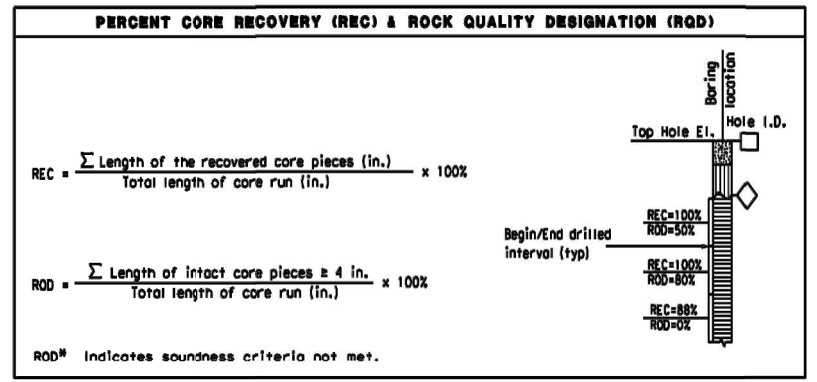 PERCENT CORE RECOVERY (REC) & ROCK QUALITY DESIGNATION (RQD)
REC = Σ Length of the recovered core pieces (in.)
Total length of core run (in.)
x 100%
RQD = Σ Length of intact core pieces ≥ 4 in.
Total length of core run (in.)
x 100%
RQD* Indicates soundness criteria not met.
Boring
location
Hole I.D.
Top Hole El.
REC=100%
RQD=50%
Begin/End drilled
interval (typ)
REC=100%
RQD=80%
REC=88%
RQD=0%